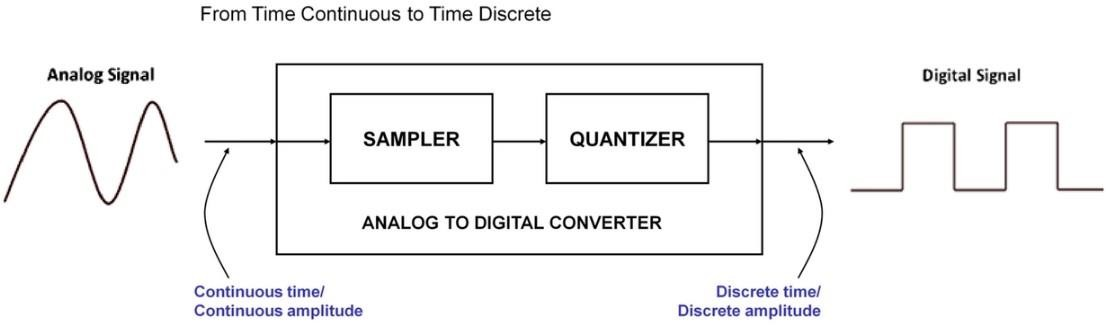 From Time Continuous to Time Discrete
Analog Signal
Digital Signal
SAMPLER
QUANTIZER
ANALOG TO DIGITAL CONVERTER
Continuous time/
Continuous amplitude
Discrete time/
Discrete amplitude